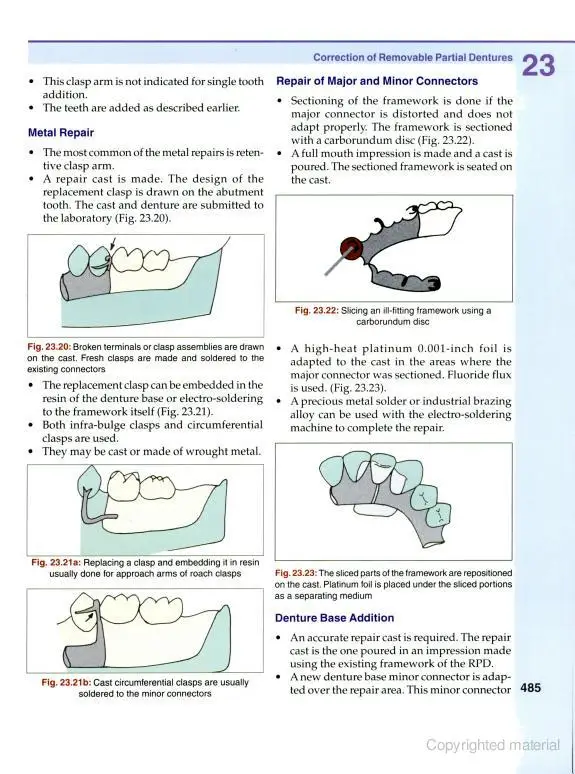 Correction of Removable Partial Dentures
23
• This clasp arm is not indicated for single tooth
addition.
• The teeth are added as described earlier.
Metal Repair
• The most common of the metal repairs is reten-
tive clasp arm.
• A repair cast is made. The design of the
replacement clasp is drawn on the abutment
tooth. The cast and denture are submitted to
the laboratory (Fig. 23.20).
Fig. 23.20: Broken terminals or clasp assemblies are drawn
on the cast. Fresh clasps are made and soldered to the
existing connectors
• The replacement clasp can be embedded in the
resin of the denture base or electro-soldering
to the framework itself (Fig. 23.21).
• Both infra-bulge clasps and circumferential
clasps are used.
• They may be cast or made of wrought metal.
Fig. 23.21a: Replacing a clasp and embedding it in resin
usually done for approach arms of roach clasps
Fig. 23.21b: Cast circumferential clasps are usually
soldered to the minor connectors
Repair of Major and Minor Connectors
• Sectioning of the framework is done if the
major connector is distorted and does not
adapt properly. The framework is sectioned
with a carborundum disc (Fig. 23.22).
• A full mouth impression is made and a cast is
poured. The sectioned framework is seated on
the cast.
Fig. 23.22: Slicing an ill-fitting framework using a
carborundum disc
• A high-heat platinum 0.001-inch foil is
adapted to the cast in the areas where the
major connector was sectioned. Fluoride flux
is used. (Fig. 23.23).
• A precious metal solder or industrial brazing
alloy can be used with the electro-soldering
machine to complete the repair.
Fig. 23.23: The sliced parts of the framework are repositioned
on the cast. Platinum foil is placed under the sliced portions
as a separating medium
Denture Base Addition
• An accurate repair cast is required. The repair
cast is the one poured in an impression made
using the existing framework of the RPD.
• A new denture base minor connector is adap-
ted over the repair area. This minor connector
485
Copyrighted material